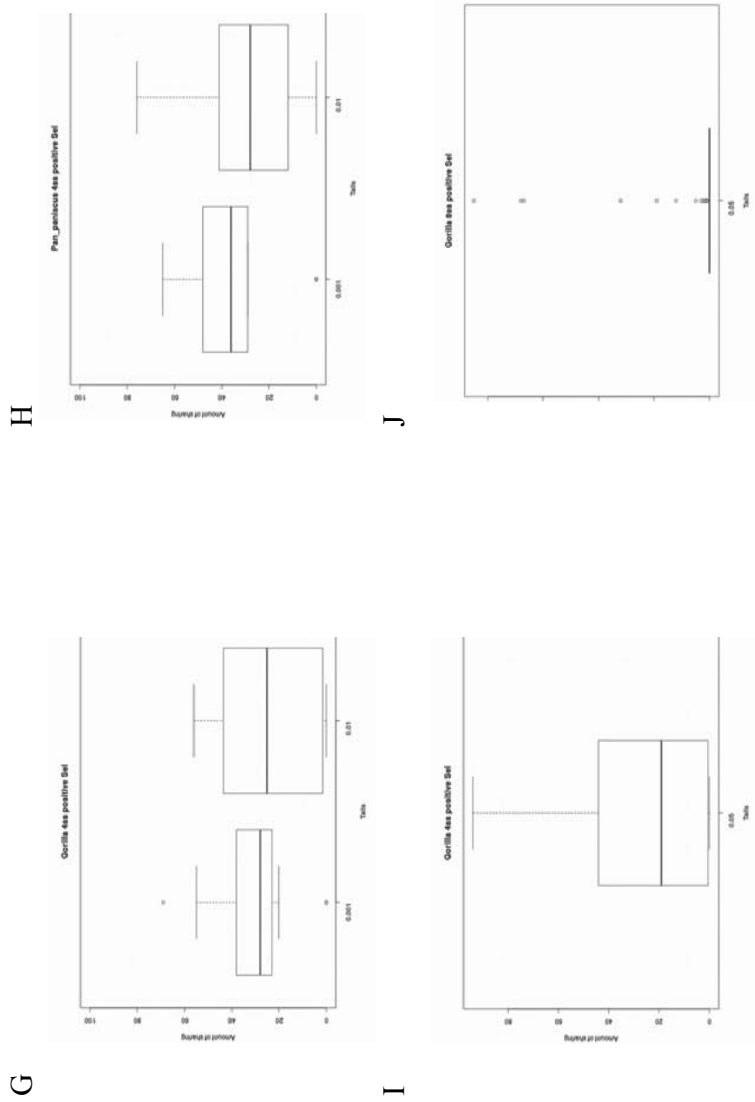 G
Gorilla 4ss positive Sel
Amount of sharing
100
80
60
40
20
0
0.001
0.01
Tails
H
Pan_paniscus 4ss positive Sel
Amount of sharing
100
80
60
40
20
0
0.001
0.01
Tails
I
Gorilla 4ss positive Sel
Amount of sharing
80
60
40
20
0
0.05
Tails
J
Gorilla positive Sel
0.05
Tails